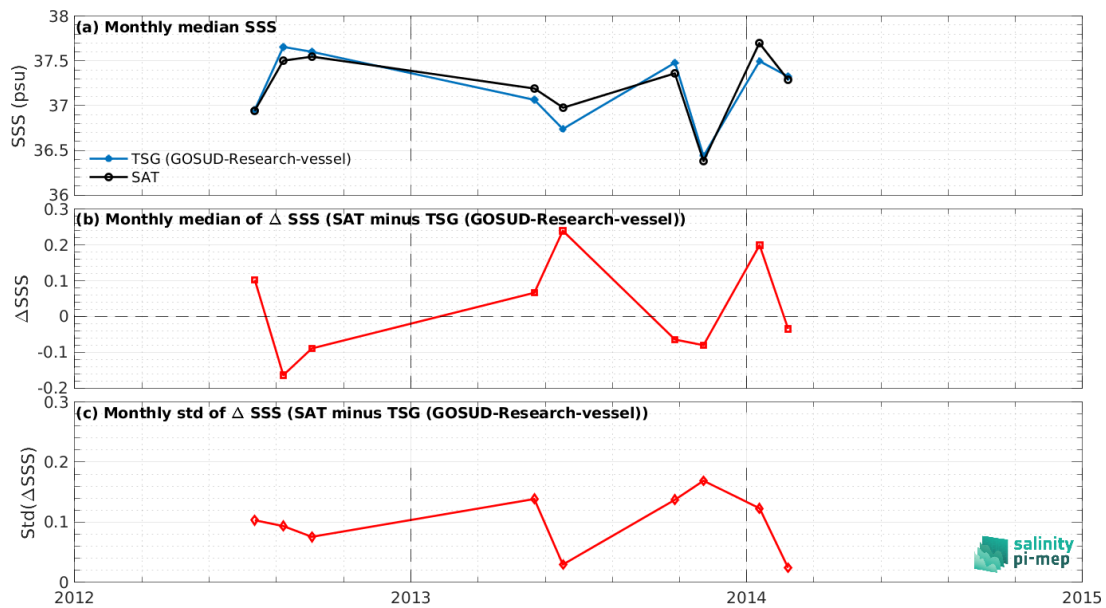 (a) Monthly median SSS
SSS (psu)
38
37.5
37
36.5
36
TSG (GOSUD-Research-vessel)
SAT
(b) Monthly median of Δ SSS (SAT minus TSG (GOSUD-Research-vessel))
ΔSSS
0.3
0.2
0.1
0
-0.1
-0.2
(c) Monthly std of Δ SSS (SAT minus TSG (GOSUD-Research-vessel))
Std(ΔSSS)
0.3
0.2
0.1
0
2012
2013
2014
2015
salinity
pi-mep